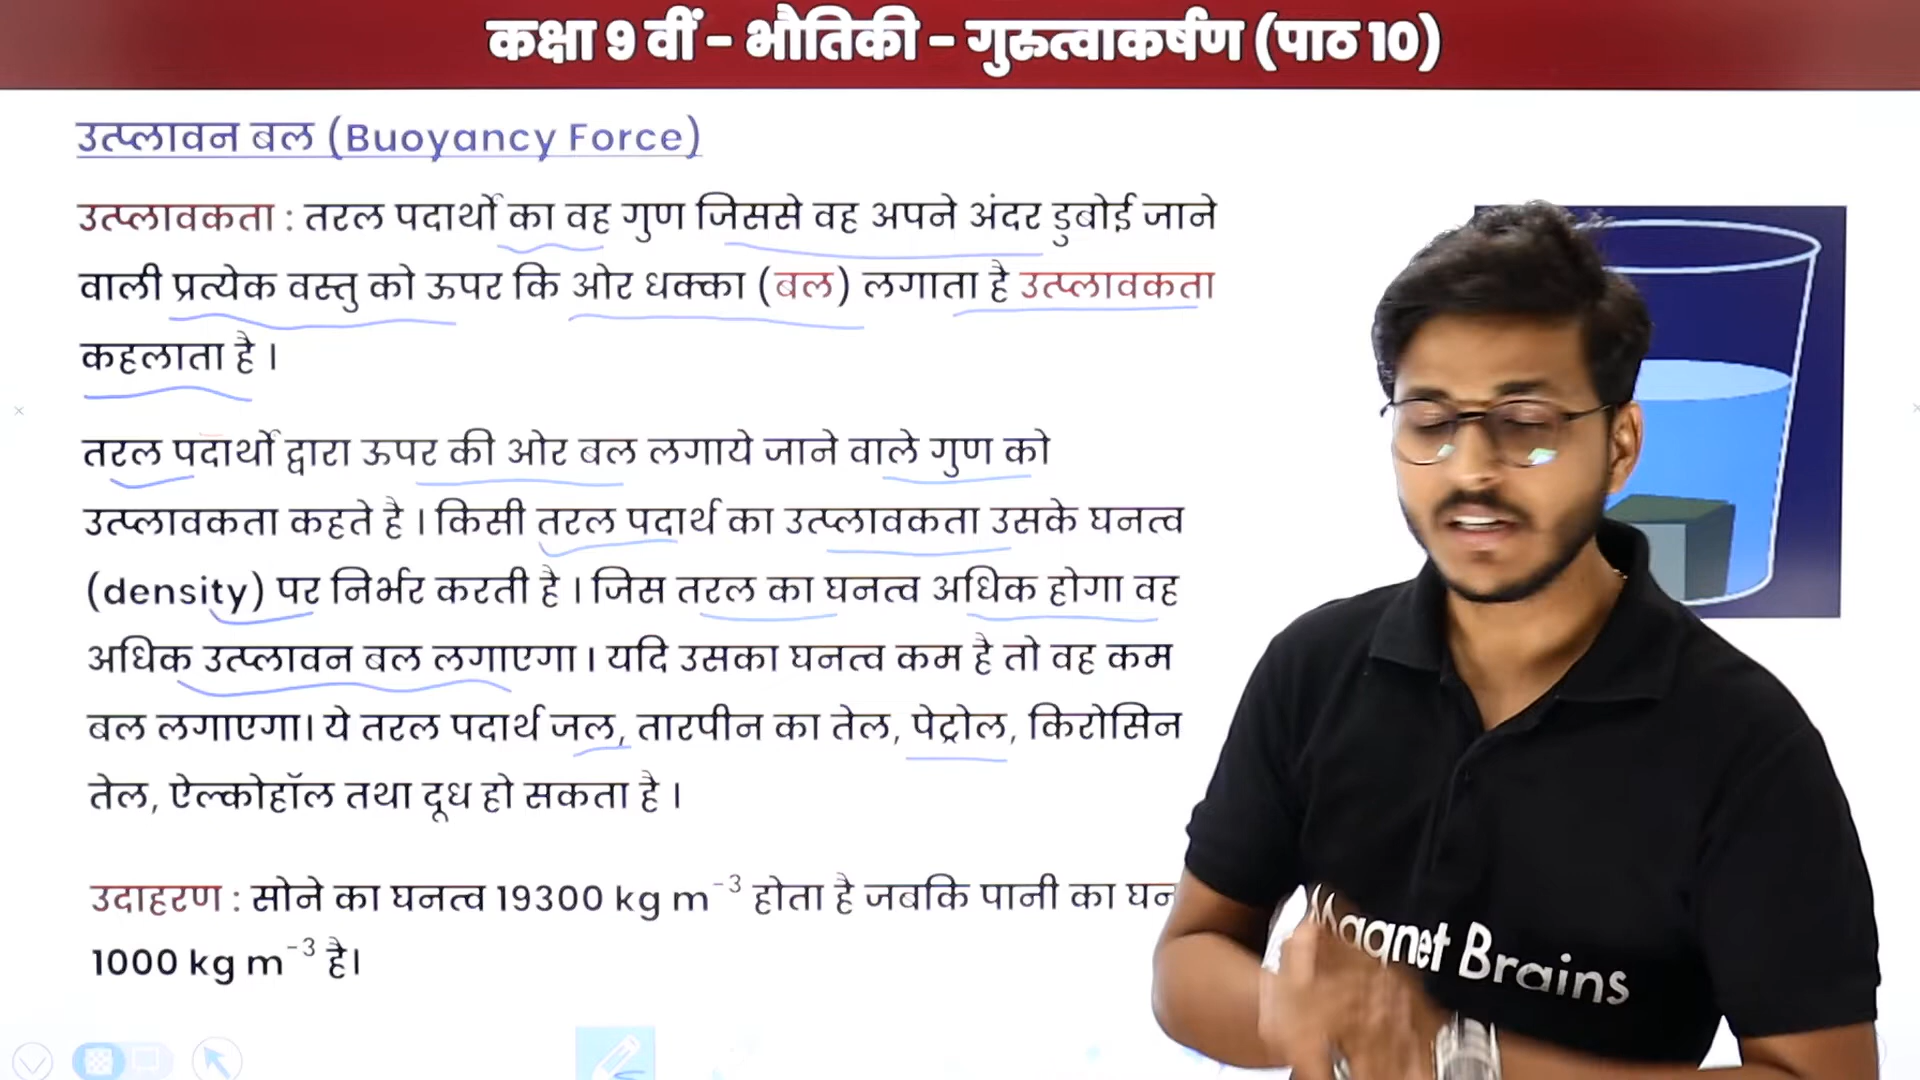 कक्षा 9 वीं - भौतिकी - गुरुत्वाकर्षण (पाठ 10)
उत्प्लावन बल (Buoyancy Force)
उत्प्लावकता : तरल पदार्थो का वह गुण जिससे वह अपने अंदर डुबोई जाने
वाली प्रत्येक वस्तु को ऊपर कि ओर धक्का (बल) लगाता है उत्प्लावकता
कहलाता है ।
तरल पदार्थो द्वारा ऊपर की ओर बल लगाये जाने वाले गुण को
उत्प्लावकता कहते है । किसी तरल पदार्थ का उत्प्लावकता उसके घनत्व
(density) पर निर्भर करती है । जिस तरल का घनत्व अधिक होगा वह
अधिक उत्प्लावन बल लगाएगा । यदि उसका घनत्व कम है तो वह कम
बल लगाएगा। ये तरल पदार्थ जल, तारपीन का तेल, पेट्रोल, किरोसिन
तेल, ऐल्कोहॉल तथा दूध हो सकता है ।
उदाहरण : सोने का घनत्व 19300 kg m⁻³ होता है जबकि पानी का
1000 kg m⁻³ है।
Magnet Brains